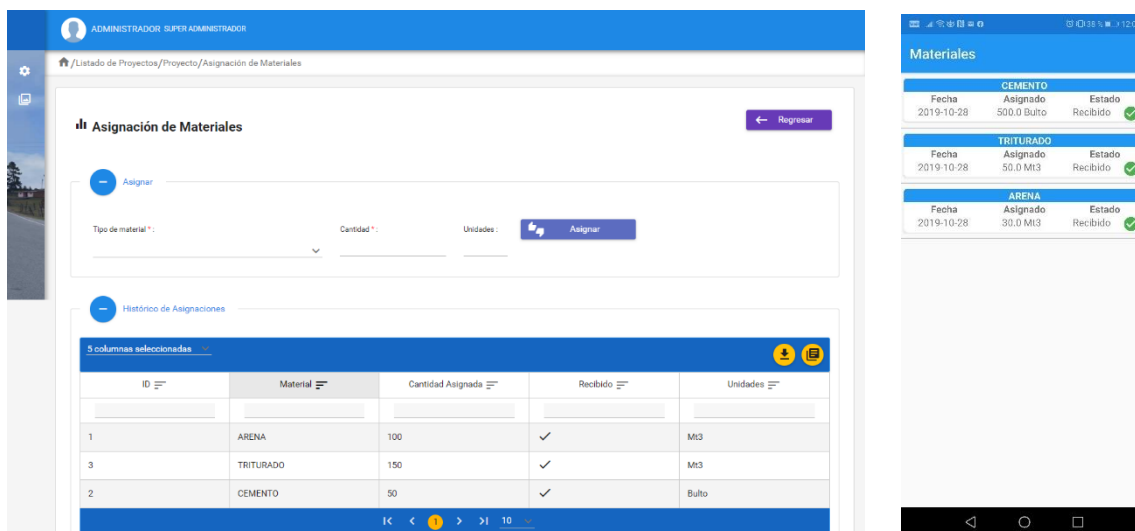 ADMINISTRADOR SUPER ADMINISTRADOR
/Listado de Proyectos/Proyecto/Asignación de Materiales
Asignación de Materiales
Regresar
Asignar
Tipo de material * :
Cantidad * :
Unidades :
Asignar
Histórico de Asignaciones
5 columnas seleccionadas
ID Material Cantidad Asignada Recibido Unidades
1 ARENA 100 Mt3
3 TRITURADO 150 Mt3
2 CEMENTO 50 Bulto
1 10
Materiales
CEMENTO
Fecha Asignado Estado
2019-10-28 500.0 Bulto Recibido
TRITURADO
Fecha Asignado Estado
2019-10-28 50.0 Mt3 Recibido
ARENA
Fecha Asignado Estado
2019-10-28 30.0 Mt3 Recibido